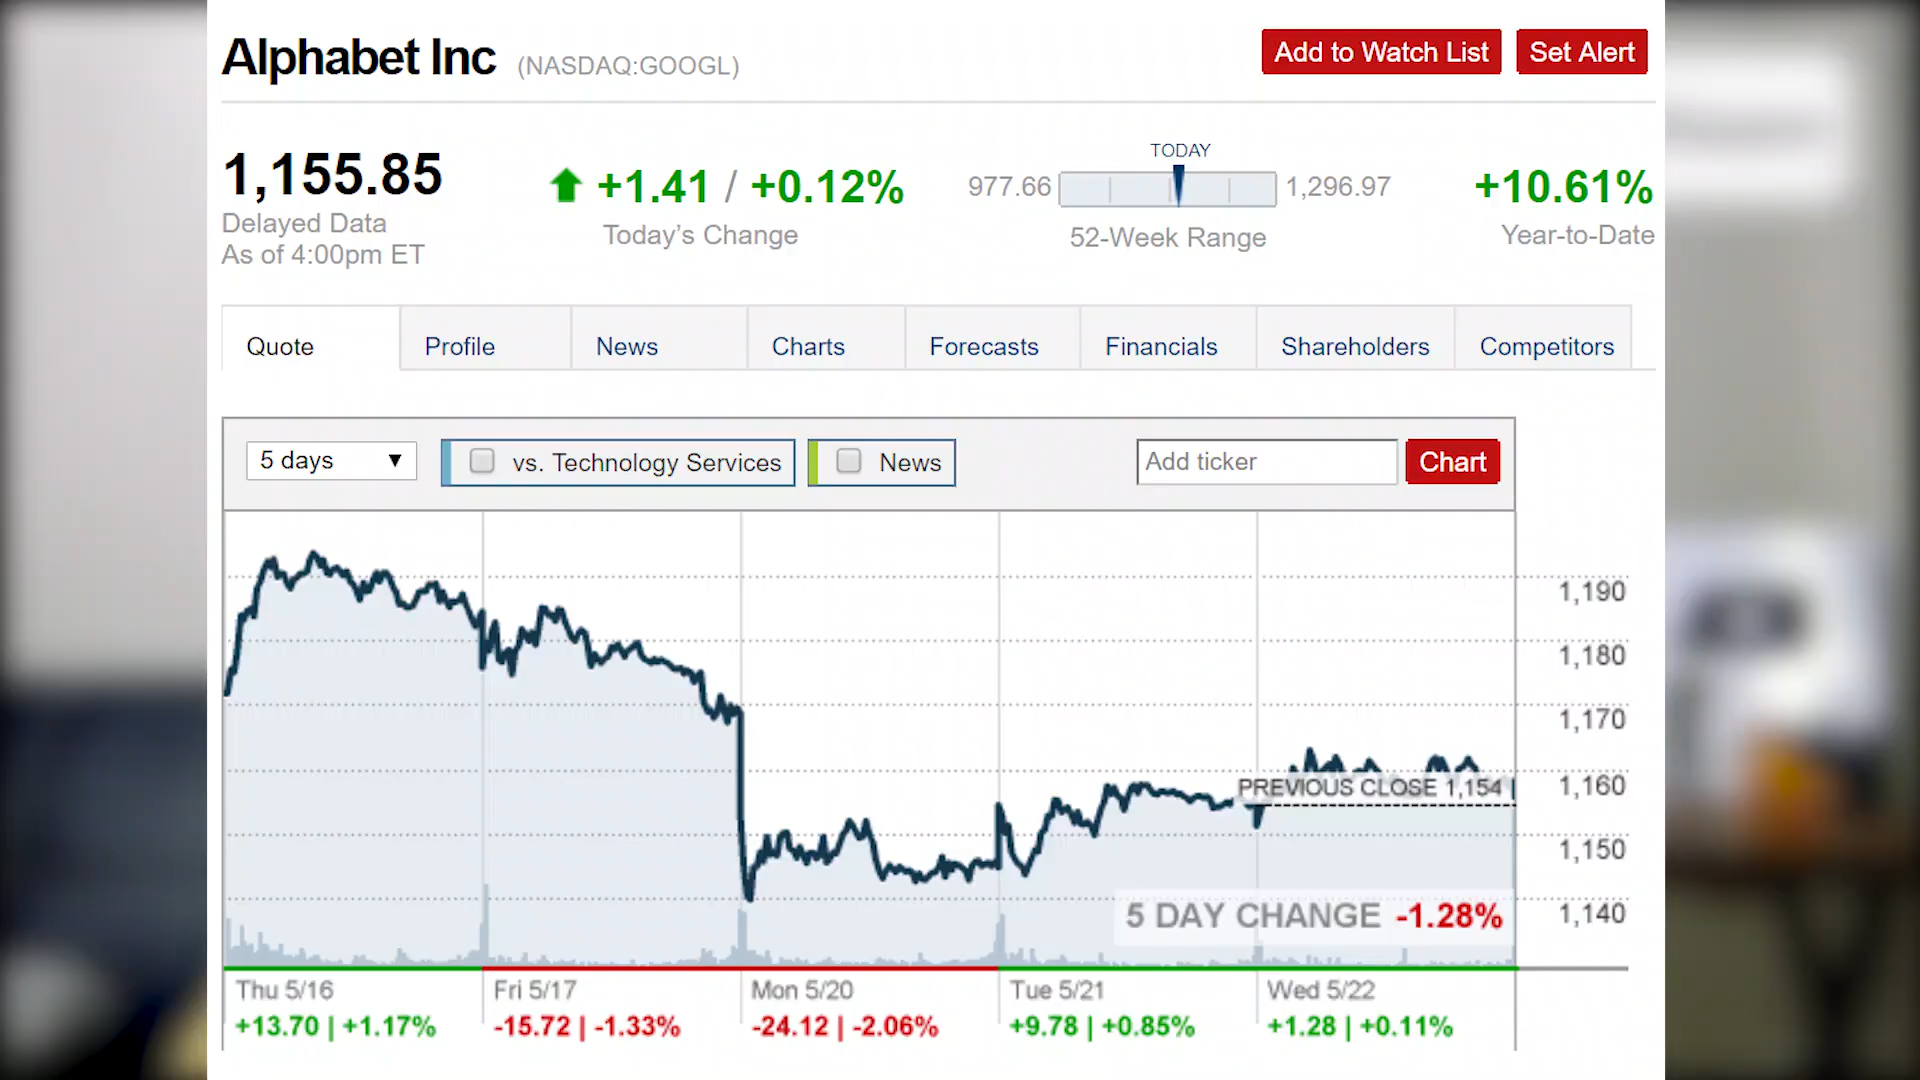 Alphabet Inc (NASDAQ:GOOGL)
Add to Watch List
Set Alert
1,155.85
Delayed Data
As of 4:00pm ET
+1.41 / +0.12%
Today's Change
TODAY
977.66
1,296.97
52-Week Range
+10.61%
Year-to-Date
Quote
Profile
News
Charts
Forecasts
Financials
Shareholders
Competitors
5 days
vs. Technology Services
News
Add ticker
Chart
1,190
1,180
1,170
1,160
1,150
1,140
PREVIOUS CLOSE 1,154
5 DAY CHANGE -1.28%
Thu 5/16
+13.70 | +1.17%
Fri 5/17
-15.72 | -1.33%
Mon 5/20
-24.12 | -2.06%
Tue 5/21
+9.78 | +0.85%
Wed 5/22
+1.28 | +0.11%